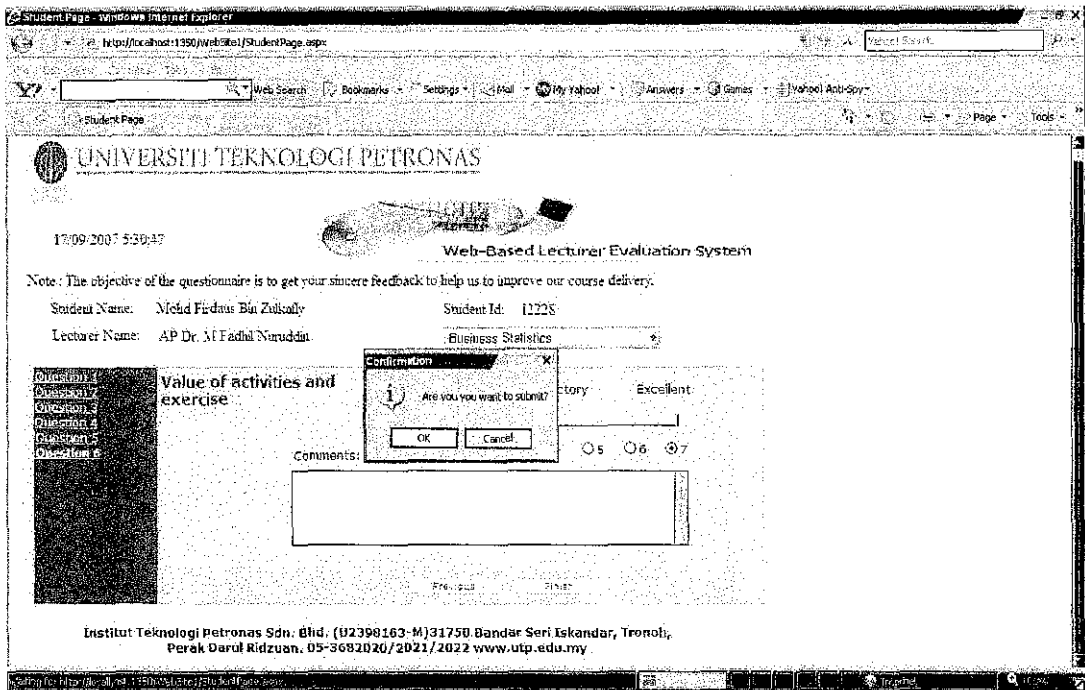 Student Page - Windows Internet Explorer
http://localhost:1350/WebSite1/StudentPage.aspx
Yahoo! Search
Web Search Bookmarks Settings Mail My Yahoo! Answers Games Yahoo! Anti-Spy
Student Page
Page Tools
UNIVERSITI TEKNOLOGI PETRONAS
17/09/2007 5:30:47
Web-Based Lecturer Evaluation System
Note : The objective of the questionnaire is to get your sincere feedback to help us to improve our course delivery.
Student Name: Mohd Firdaus Bin Zulkafly Student Id: 12228
Lecturer Name: AP Dr. M Fadhil Nuruddin Business Statistics
Confirmation
Are you you want to submit?
OK Cancel
Question 1
Question 2
Question 3
Question 4
Question 5
Question 6
Value of activities and
exercise
ctory Excellent
5 6 7
Comments:
Previous Finish
Institut Teknologi Petronas Sdn. Bhd. (U2398163-M)31750.Bandar Seri Iskandar, Tronoh,
Perak Darul Ridzuan. 05-3682020/2021/2022 www.utp.edu.my